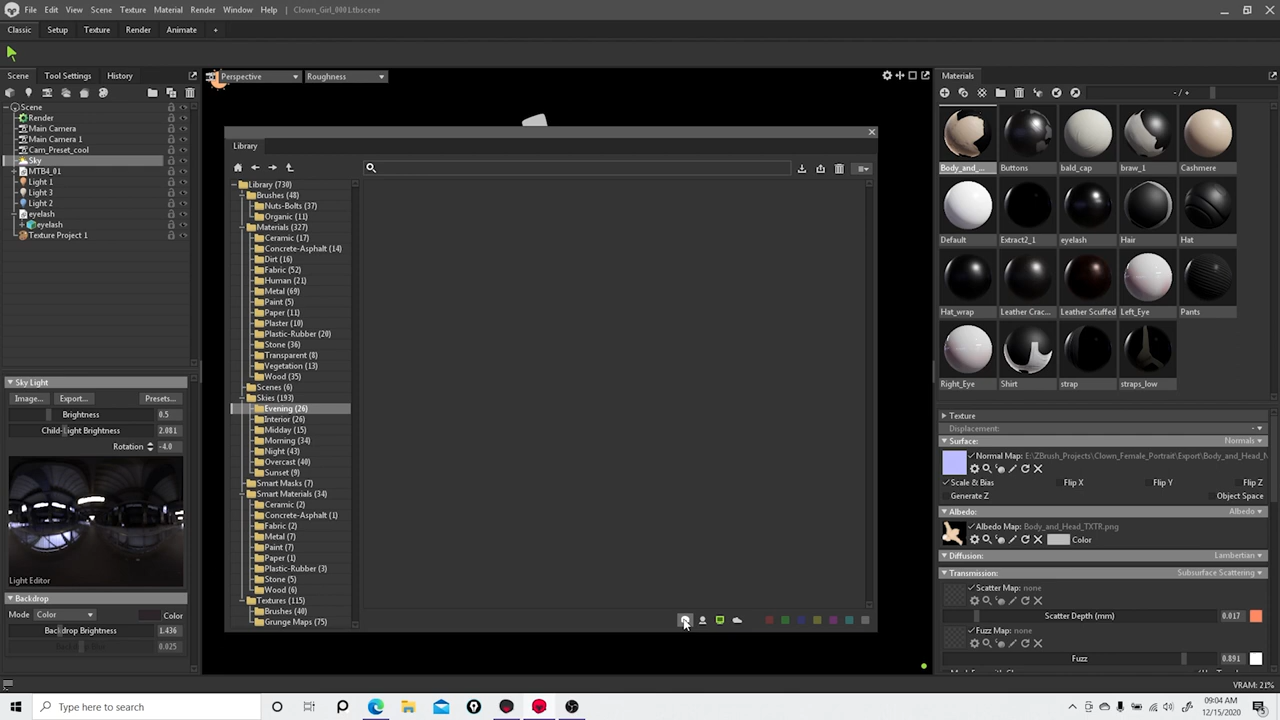 File Edit View Scene Texture Material Render Window Help Clown_Girl_0001.tbscene
Classic Setup Texture Render Animate +
Scene Tool Settings History
Perspective Roughness
Materials
Scene
Render
Main Camera
Main Camera 1
Cam_Preset_cool
Sky
MTB4_01
Light 1
Light 3
Light 2
eyelash
eyelash
Texture Project 1
Sky Light
Image... Export... Presets...
Brightness 0.5
Child-Light Brightness 2.081
Rotation -4.0
Light Editor
Backdrop
Mode Color Color
Backdrop Brightness 1.436
0.025
Library
Library (730)
Brushes (48)
Nuts-Bolts (37)
Organic (11)
Materials (327)
Ceramic (17)
Concrete-Asphalt (14)
Dirt (16)
Fabric (52)
Human (21)
Metal (69)
Paint (5)
Paper (11)
Plaster (10)
Plastic-Rubber (20)
Stone (36)
Transparent (8)
Vegetation (13)
Wood (35)
Scenes (6)
Skies (193)
Evening (26)
Interior (26)
Midday (15)
Morning (34)
Night (43)
Overcast (40)
Sunset (9)
Smart Masks (7)
Smart Materials (34)
Ceramic (2)
Concrete-Asphalt (1)
Fabric (2)
Metal (7)
Paint (7)
Paper (1)
Plastic-Rubber (3)
Stone (5)
Wood (6)
Textures (115)
Brushes (40)
Grunge Maps (75)
- / +
Body_and_... Buttons bald_cap braw_1 Cashmere
Default Extract2_1 eyelash Hair Hat
Hat_wrap Leather Crac... Leather Scuffed Left_Eye Pants
Right_Eye Shirt strap straps_low
Texture
Displacement:
Surface: Normals
Normal Map: E:\ZBrush_Projects\Clown_Female_Portrait\Export\Body_and_Head_N
Scale & Bias Flip X Flip Y Flip Z
Generate Z Object Space
Albedo: Albedo
Albedo Map: Body_and_Head_TXTR.png
Color
Diffusion: Lambertian
Transmission: Subsurface Scattering
Scatter Map: none
Scatter Depth (mm) 0.017
Fuzz Map: none
Fuzz 0.891
VRAM: 21%
Type here to search
09:04 AM
12/15/2020